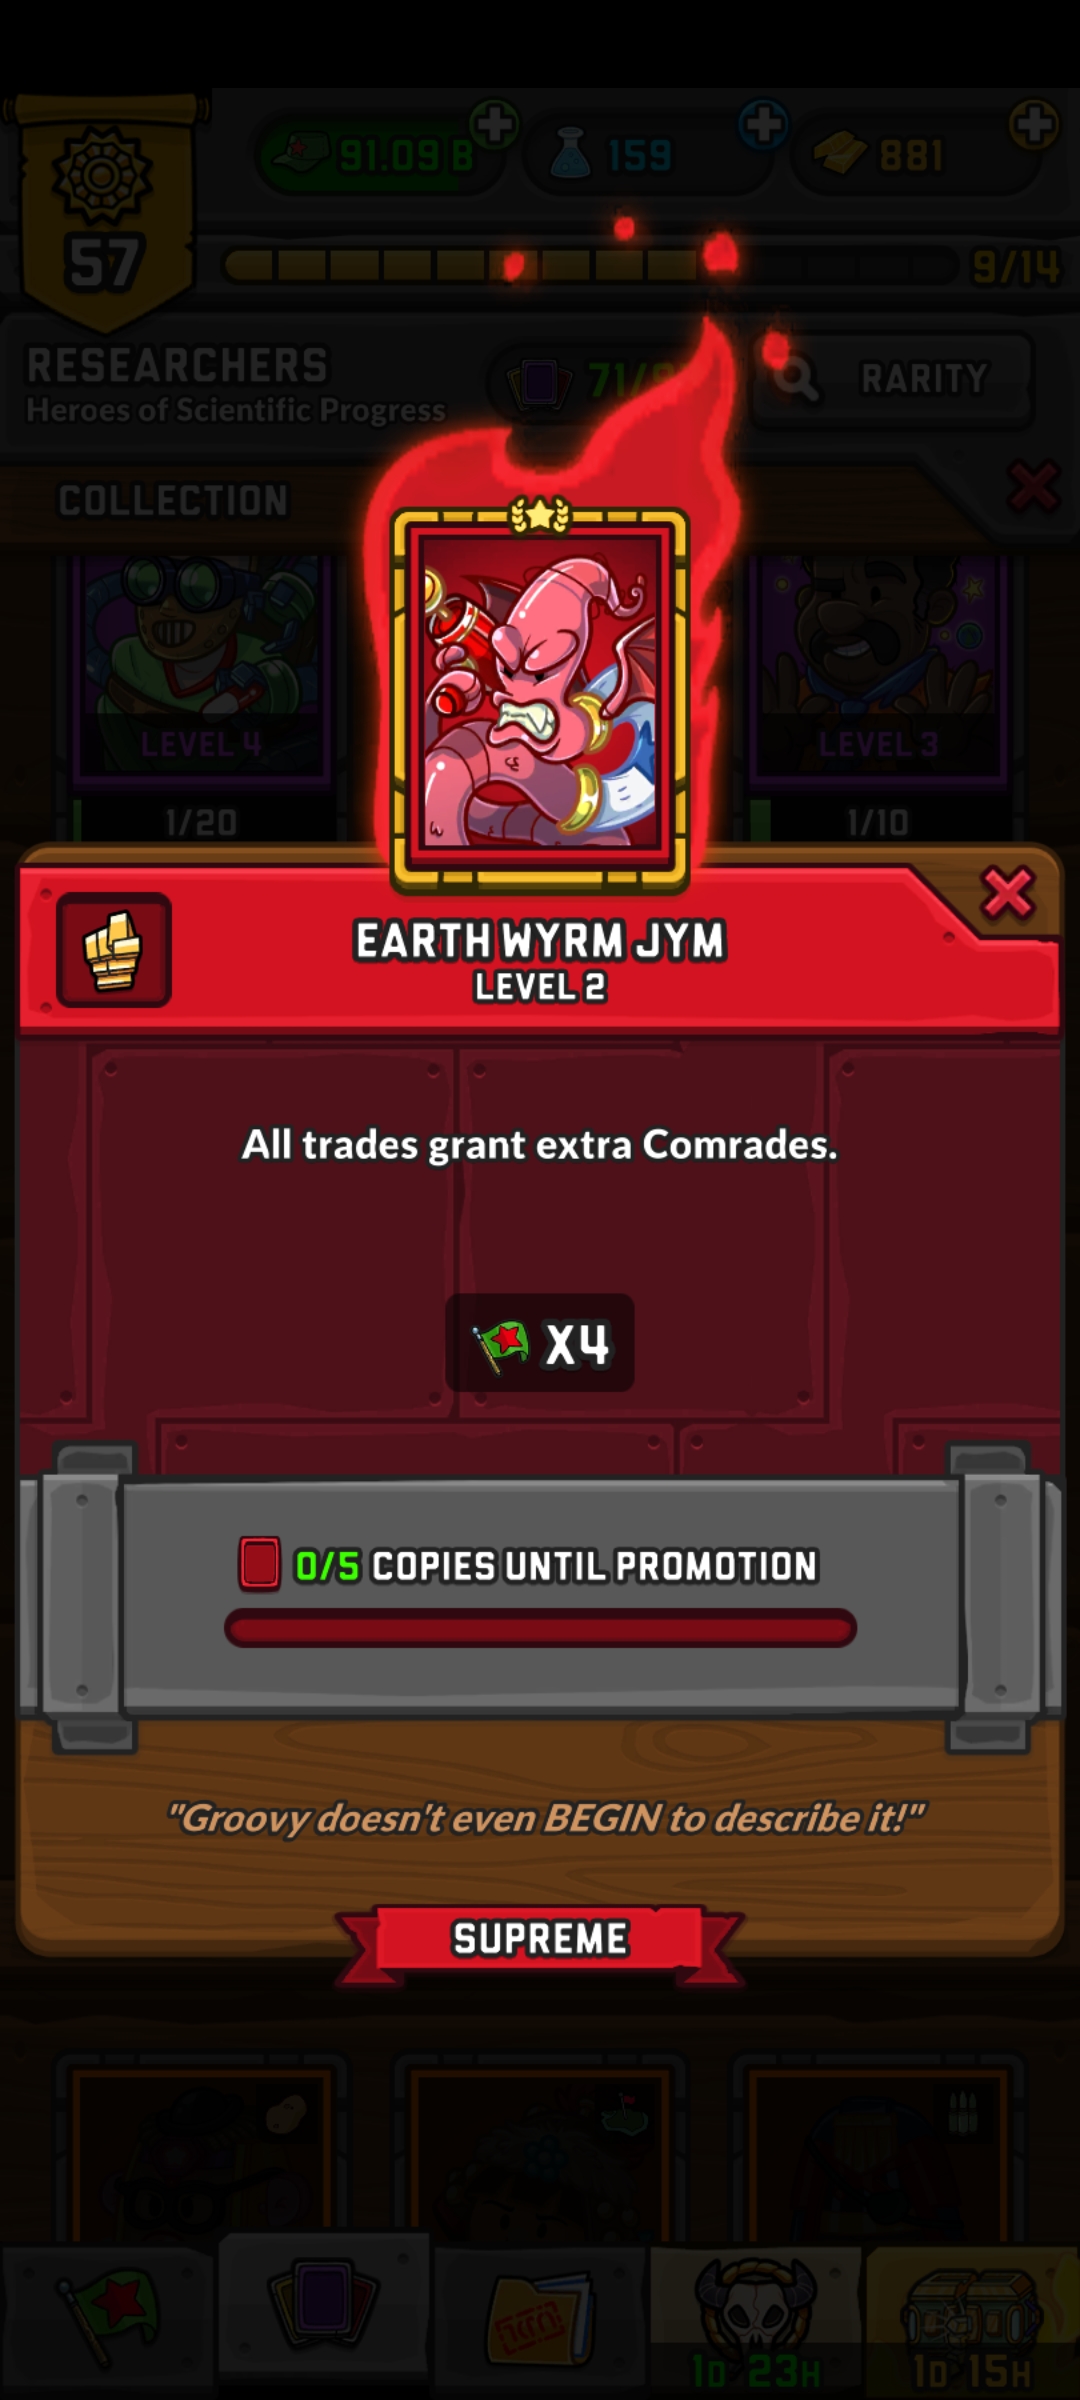 91.09 B
159
881
57
9/14
RESEARCHERS
Heroes of Scientific Progress
RARITY
COLLECTION
LEVEL 4
LEVEL 3
1/20
1/10
EARTH WYRM JYM
LEVEL 2
All trades grant extra Comrades.
X4
0/5 COPIES UNTIL PROMOTION
"Groovy doesn't even BEGIN to describe it!"
SUPREME
1D 23H
1D 15H